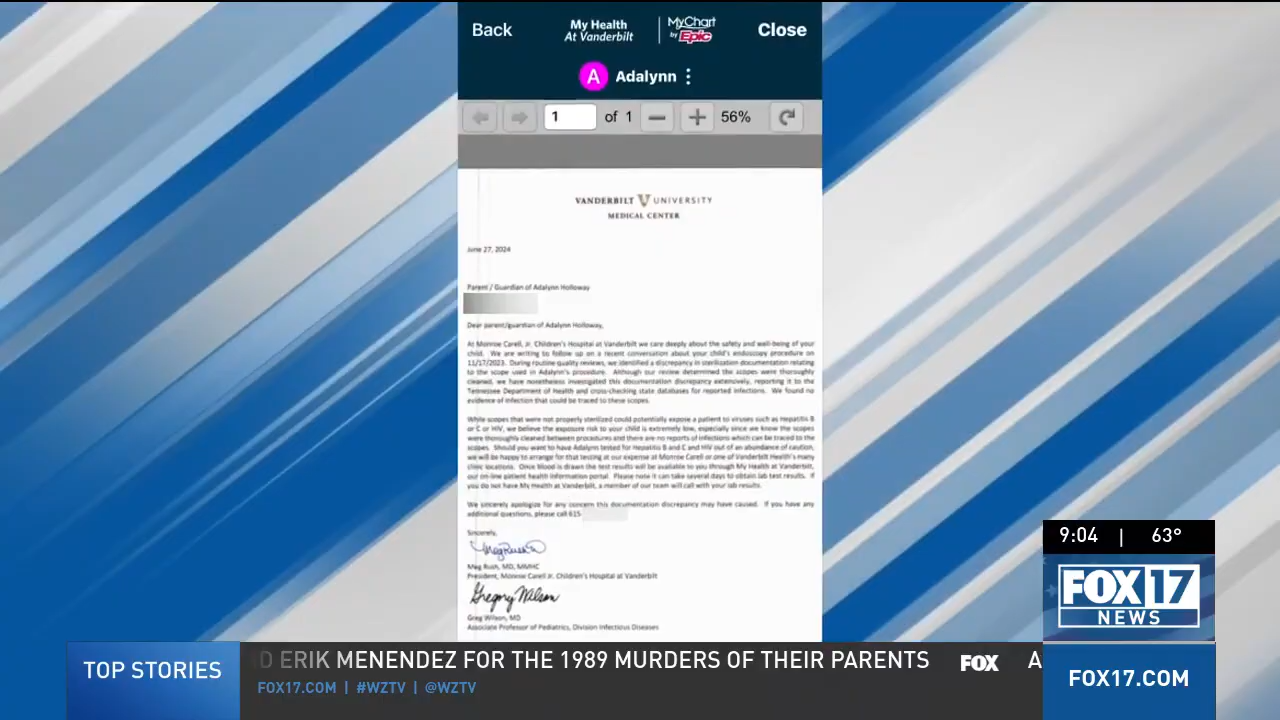 Back
My Health
At Vanderbilt
MyChart
by Epic
Close
A Adalynn
1 of 1 56%
VANDERBILT V UNIVERSITY
MEDICAL CENTER
June 27, 2024
Parent / Guardian of Adalynn Holloway
Dear parent/guardian of Adalynn Holloway,
At Monroe Carell, Jr. Children's Hospital at Vanderbilt we care deeply about the safety and well-being of your
child. We are writing to follow up on a recent conversation about your child's endoscopy procedure on
11/17/2023. During routine quality reviews, we identified a discrepancy in sterilization documentation relating
to the scope used in Adalynn's procedure. Although our review determined the scopes were thoroughly
cleaned, we have nonetheless investigated this documentation discrepancy extensively, reporting it to the
Tennessee Department of Health and cross-checking state databases for reported infections. We found no
evidence of infection that could be traced to these scopes.
While scopes that were not properly sterilized could potentially expose a patient to viruses such as Hepatitis B
or C or HIV, we believe the exposure risk to your child is extremely low, especially since we know the scopes
were thoroughly cleaned between procedures and there are no reports of infections which can be traced to the
scopes. Should you want to have Adalynn tested for Hepatitis B and C and HIV out of an abundance of caution,
we will be happy to arrange for that testing at our expense at Monroe Carell or one of Vanderbilt Health's many
clinic locations. Once blood is drawn the test results will be available to you through My Health at Vanderbilt,
our on-line patient health information portal. Please note it can take several days to obtain lab test results. If
you do not have My Health at Vanderbilt, a member of our team will call with your lab results.
We sincerely apologize for any concern this documentation discrepancy may have caused. If you have any
additional questions, please call 615
Sincerely,
Meg Rush, MD, MMHC
President, Monroe Carell Jr. Children's Hospital at Vanderbilt
Gregory Wilson
Greg Wilson, MD
Associate Professor of Pediatrics, Division Infectious Diseases
9:04 | 63°
FOX 17
NEWS
TOP STORIES
D ERIK MENENDEZ FOR THE 1989 MURDERS OF THEIR PARENTS FOX A
FOX17.COM | #WZTV | @WZTV
FOX17.COM